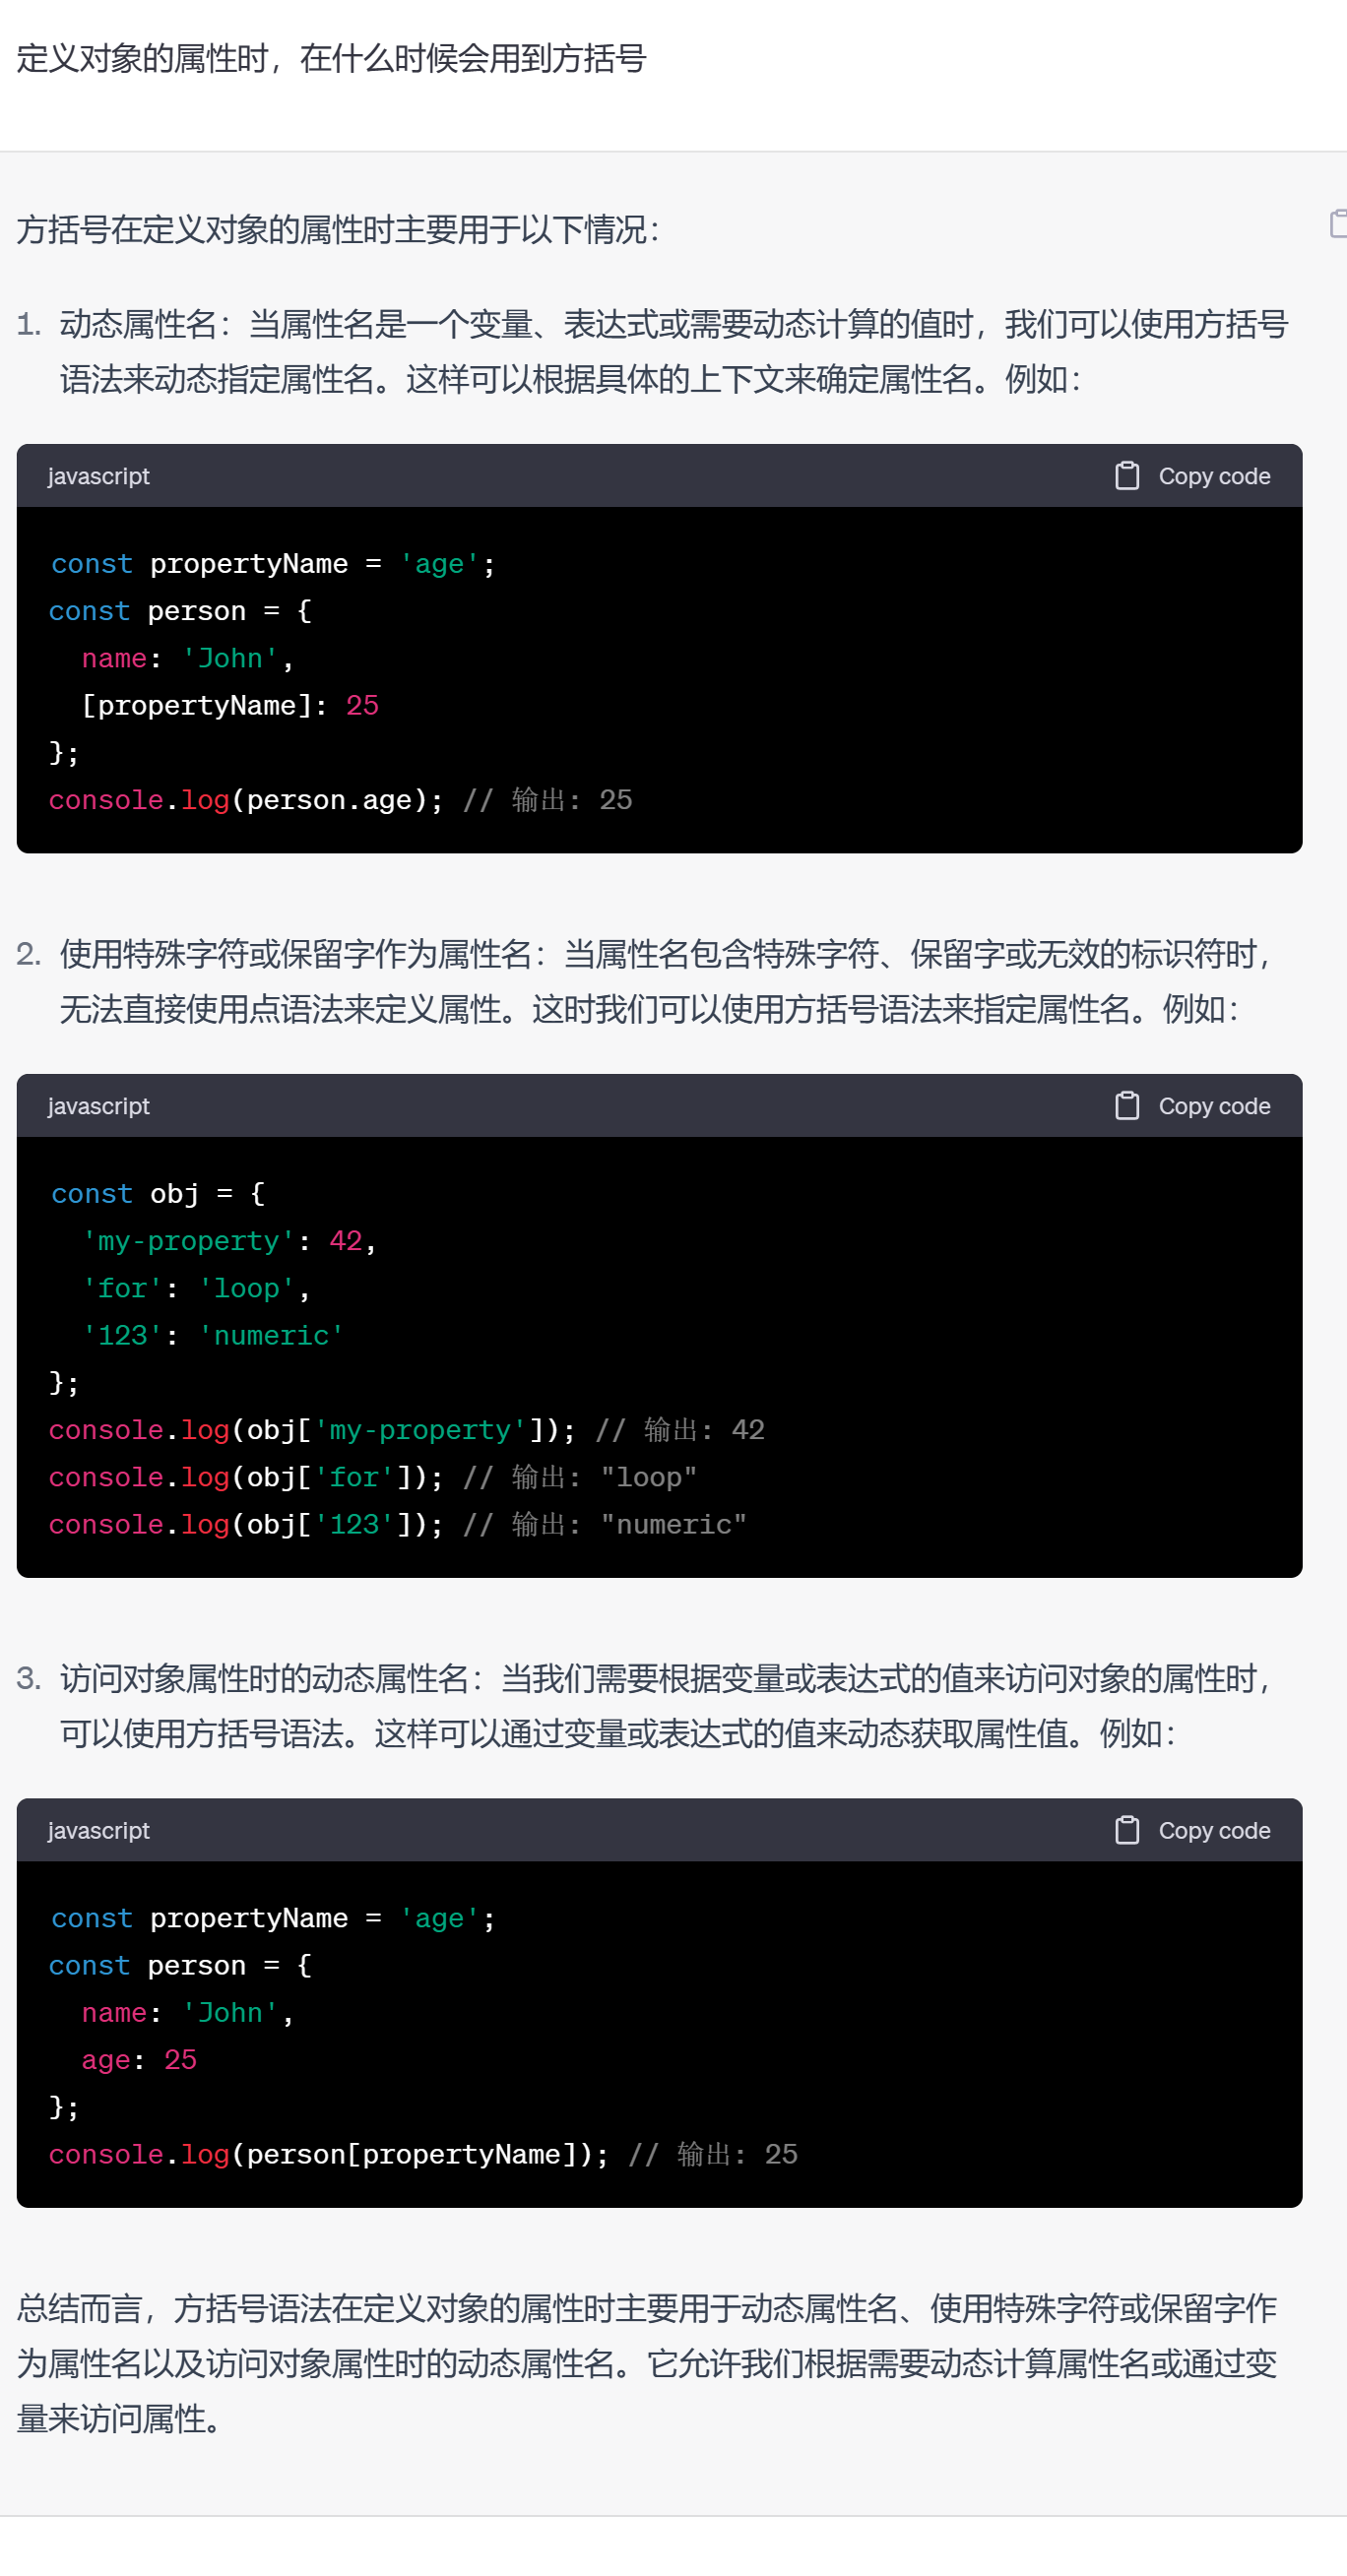 定义对象的属性时，在什么时候会用到方括号
方括号在定义对象的属性时主要用于以下情况：
1. 动态属性名：当属性名是一个变量、表达式或需要动态计算的值时，我们可以使用方括号
语法来动态指定属性名。这样可以根据具体的上下文来确定属性名。例如：
javascript Copy code
const propertyName = 'age';
const person = {
  name: 'John',
  [propertyName]: 25
};
console.log(person.age); // 输出: 25
2. 使用特殊字符或保留字作为属性名：当属性名包含特殊字符、保留字或无效的标识符时，
无法直接使用点语法来定义属性。这时我们可以使用方括号语法来指定属性名。例如：
javascript Copy code
const obj = {
  'my-property': 42,
  'for': 'loop',
  '123': 'numeric'
};
console.log(obj['my-property']); // 输出: 42
console.log(obj['for']); // 输出: "loop"
console.log(obj['123']); // 输出: "numeric"
3. 访问对象属性时的动态属性名：当我们需要根据变量或表达式的值来访问对象的属性时，
可以使用方括号语法。这样可以通过变量或表达式的值来动态获取属性值。例如：
javascript Copy code
const propertyName = 'age';
const person = {
  name: 'John',
  age: 25
};
console.log(person[propertyName]); // 输出: 25
总结而言，方括号语法在定义对象的属性时主要用于动态属性名、使用特殊字符或保留字作
为属性名以及访问对象属性时的动态属性名。它允许我们根据需要动态计算属性名或通过变
量来访问属性。